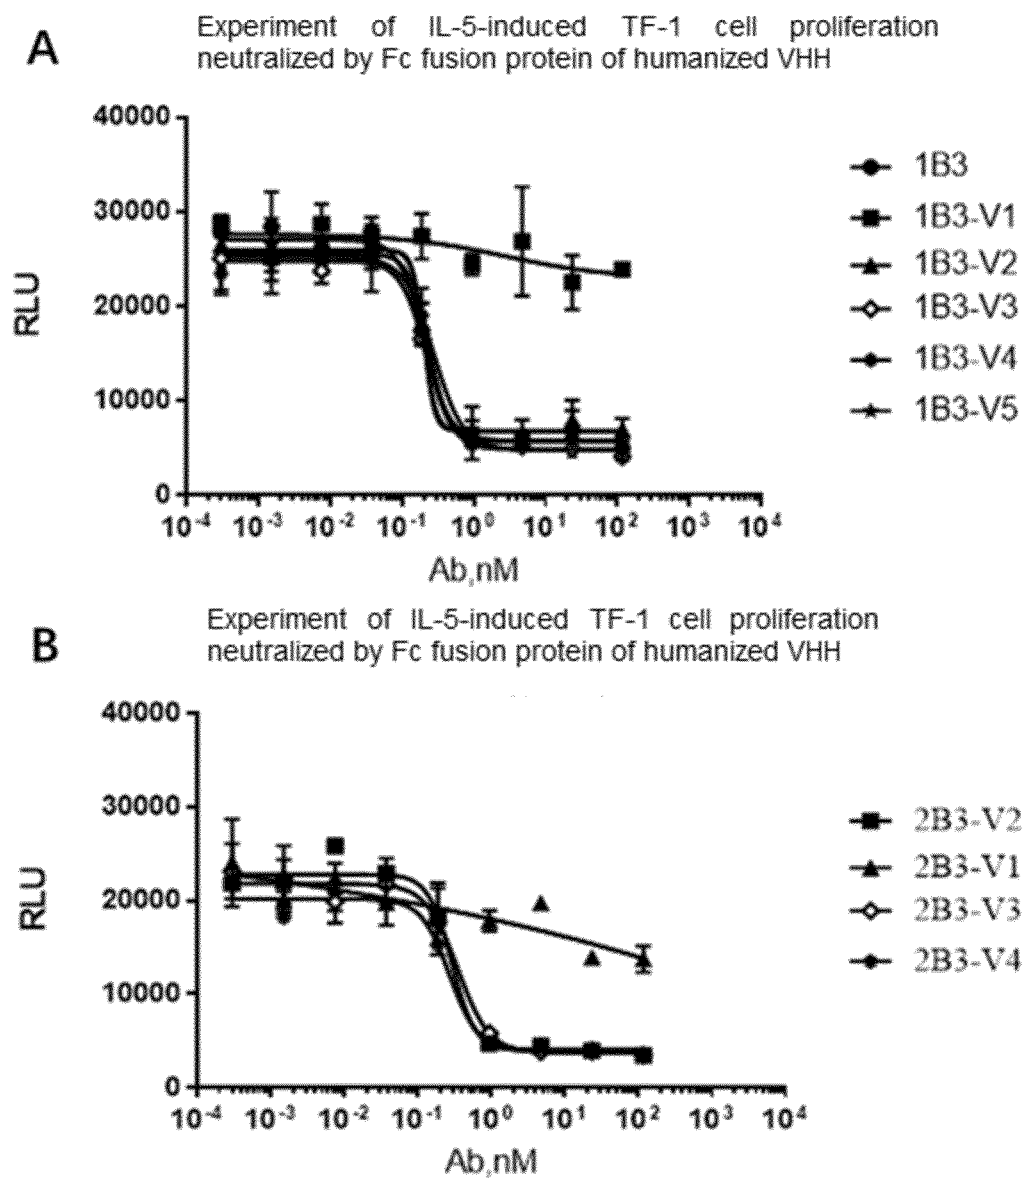 A
Experiment of IL-5-induced TF-1 cell proliferation
neutralized by Fc fusion protein of humanized VHH
40000
30000
20000
10000
0
RLU
10-4 10-3 10-2 10-1 100 101 102 103 104
Ab,nM
1B3
1B3-V1
1B3-V2
1B3-V3
1B3-V4
1B3-V5
B
Experiment of IL-5-induced TF-1 cell proliferation
neutralized by Fc fusion protein of humanized VHH
40000
30000
20000
10000
0
RLU
10-4 10-3 10-2 10-1 100 101 102 103 104
Ab,nM
2B3-V2
2B3-V1
2B3-V3
2B3-V4